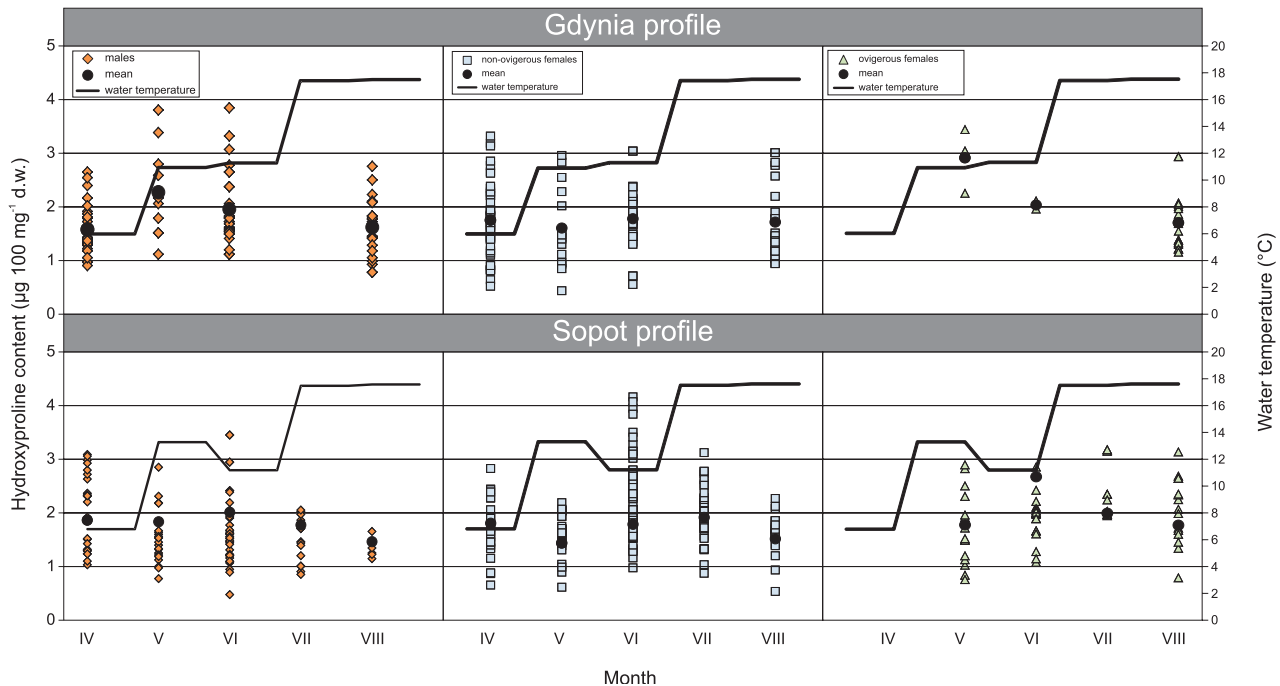 Gdynia profile
5
4
3
2
1
0
males
mean
water temperature
non-ovigerous females
mean
water temperature
ovigerous females
mean
water temperature
20
18
16
14
12
10
8
6
4
2
0
Hydroxyproline content (µg 100 mg-1 d.w.)
Water temperature (°C)
Sopot profile
5
4
3
2
1
0
20
18
16
14
12
10
8
6
4
2
0
IV V VI VII VIII IV V VI VII VIII IV V VI VII VIII
Month